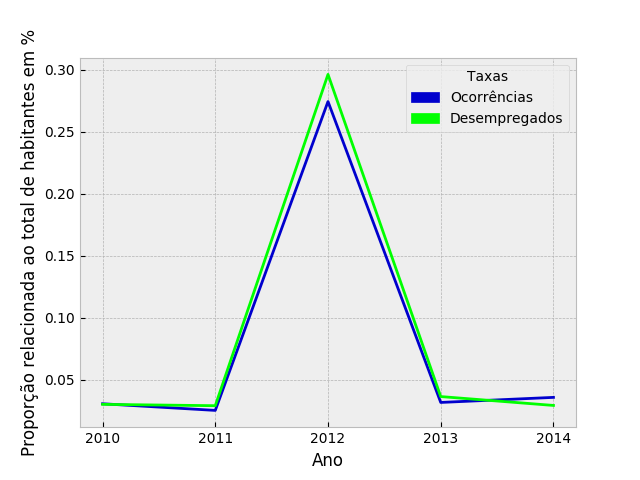 Proporção relacionada ao total de habitantes em %
0.30
0.25
0.20
0.15
0.10
0.05
Taxas
Ocorrências
Desempregados
2010 2011 2012 2013 2014
Ano